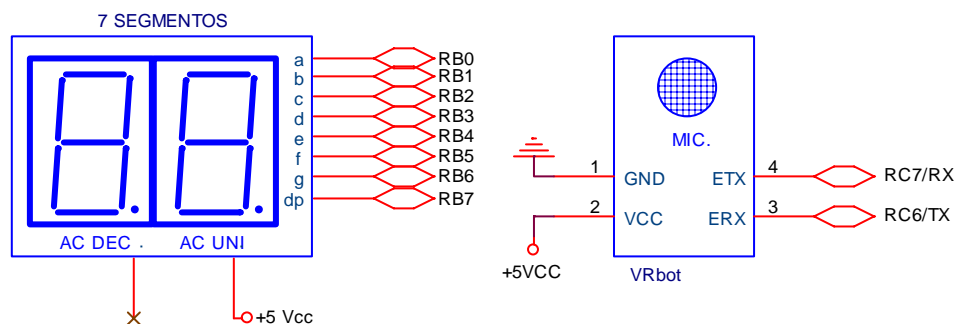 7 SEGMENTOS
a
RB0
b
RB1
c
RB2
d
RB3
e
RB4
f
RB5
g
RB6
dp
RB7
AC DEC .
AC UNI
+5 Vcc
MIC.
1
GND
ETX
4
RC7/RX
2
VCC
ERX
3
RC6/TX
+5VCC
VRbot